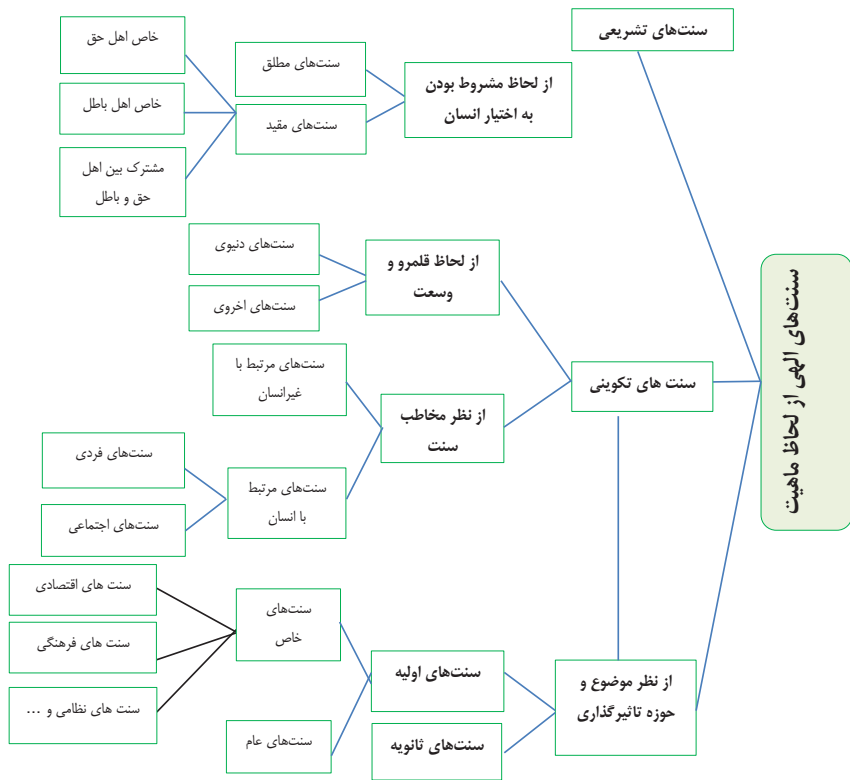 سنت‌های الهی از لحاظ ماهیت
سنت‌های تشریعی
سنت های تکوینی
از لحاظ مشروط بودن
به اختیار انسان
سنت‌های مطلق
سنت‌های مقید
خاص اهل حق
خاص اهل باطل
مشترک بین اهل
حق و باطل
از لحاظ قلمرو و
وسعت
سنت‌های دنیوی
سنت‌های اخروی
از نظر مخاطب
سنت
سنت‌های مرتبط با
غیرانسان
سنت‌های مرتبط
با انسان
سنت‌های فردی
سنت‌های اجتماعی
از نظر موضوع و
حوزه تاثیرگذاری
سنت‌های اولیه
سنت‌های ثانویه
سنت‌های
خاص
سنت‌های عام
سنت های اقتصادی
سنت های فرهنگی
سنت های نظامی و ...